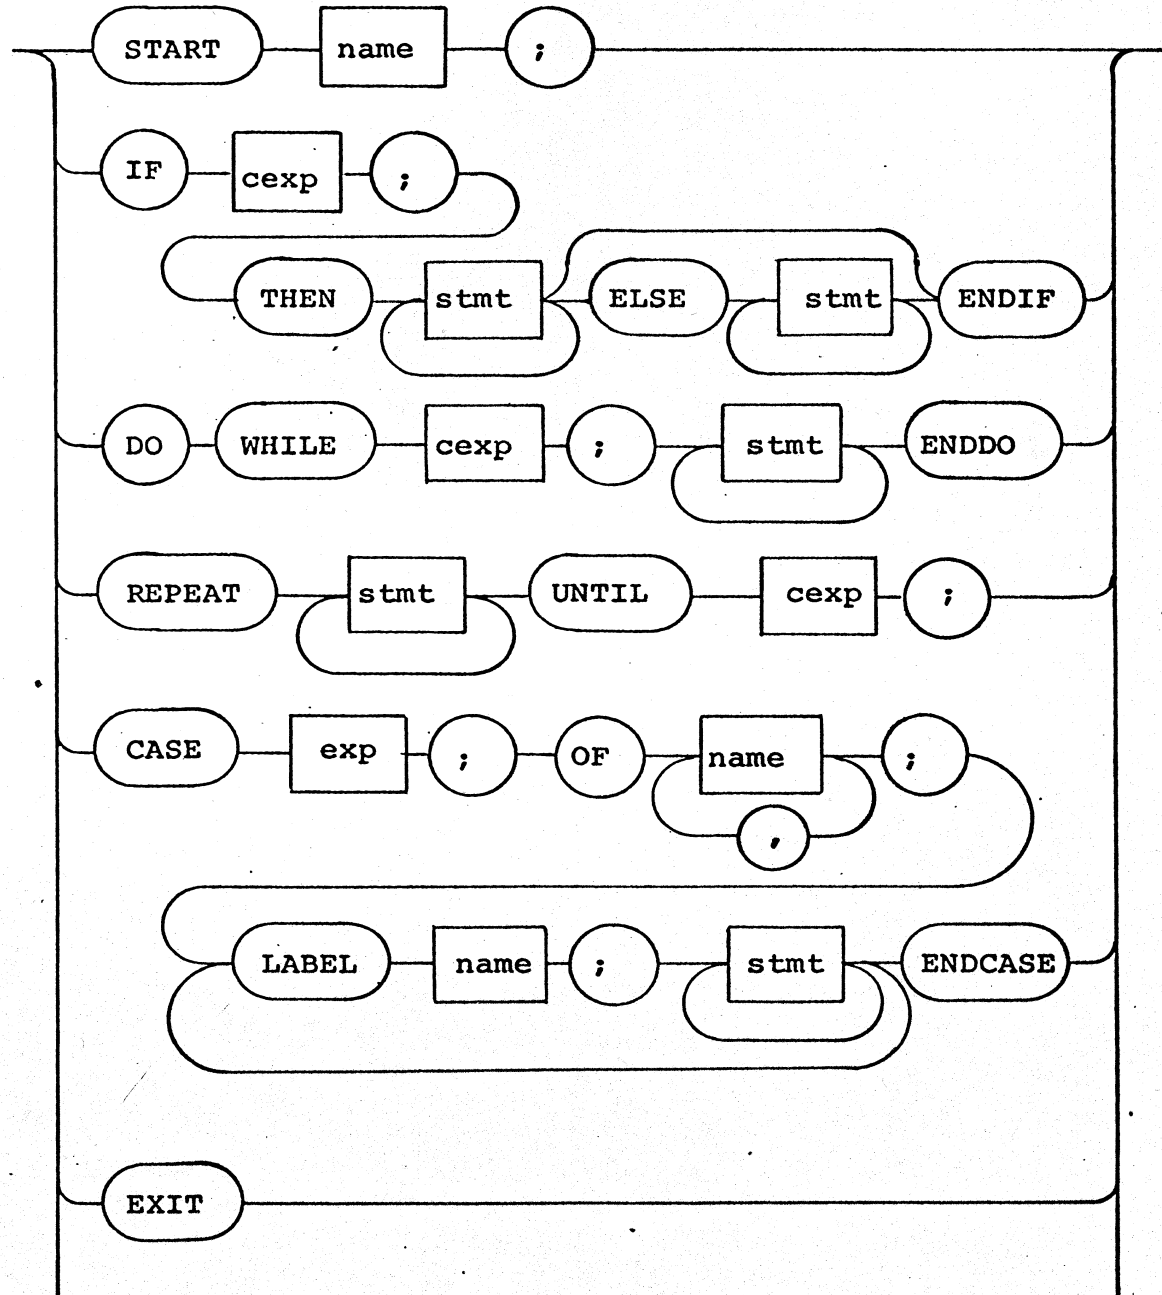 START name ;
IF cexp ;
THEN stmt ELSE stmt ENDIF
DO WHILE cexp ; stmt ENDDO
REPEAT stmt UNTIL cexp ;
CASE exp ; OF name ;
,
LABEL name ; stmt ENDCASE
EXIT